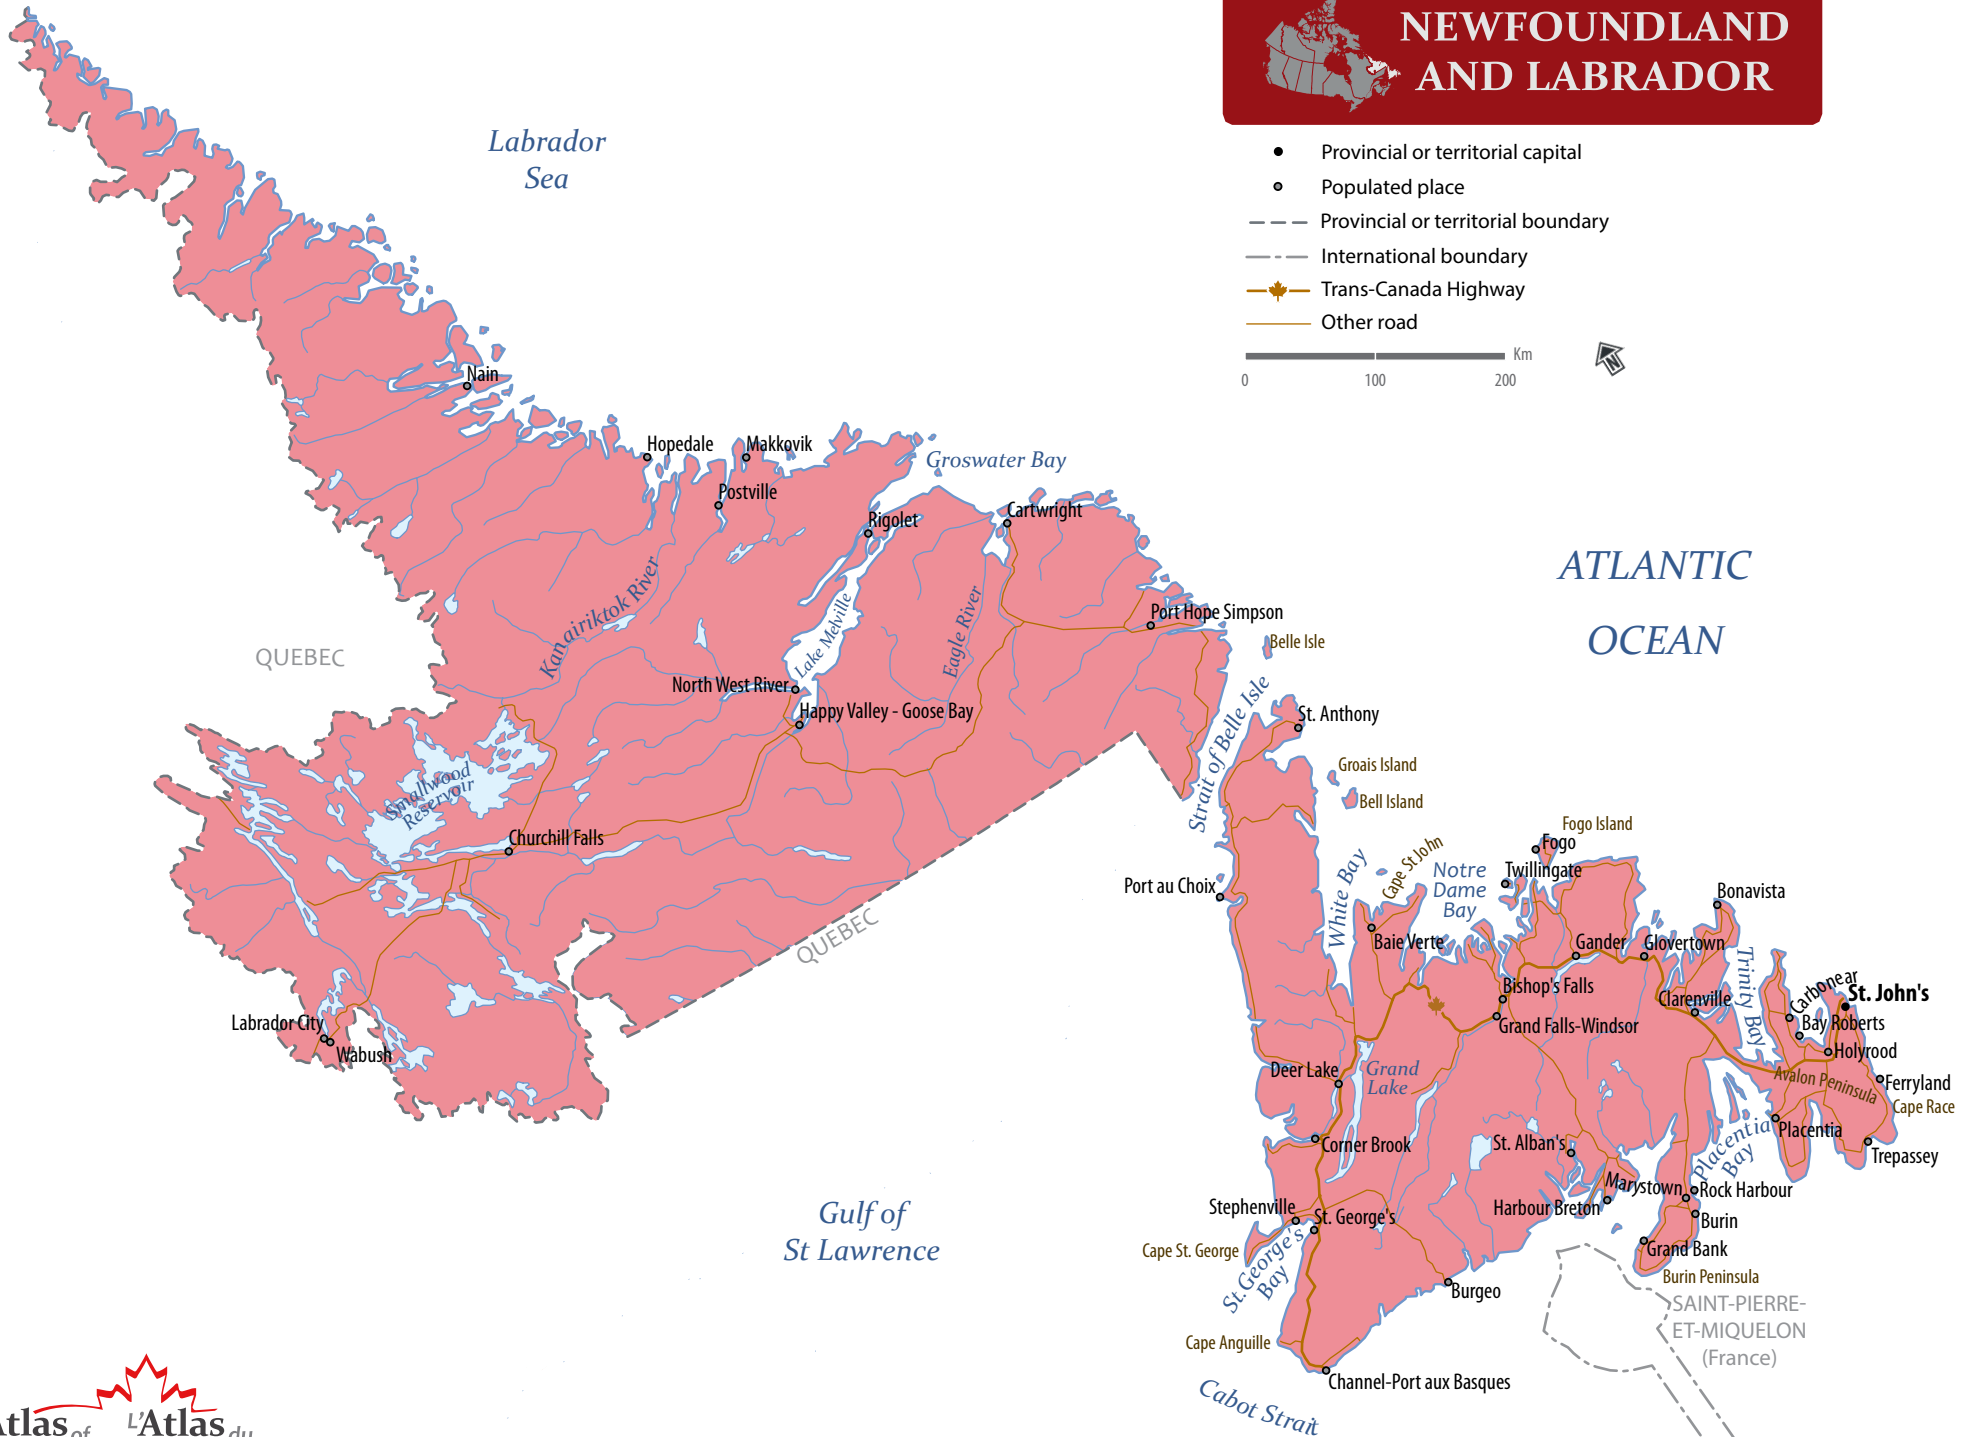 NEWFOUNDLAND
AND LABRADOR
Provincial or territorial capital
Populated place
Provincial or territorial boundary
International boundary
Trans-Canada Highway
Other road
Km
0 100 200
N
Labrador
Sea
Nain
Hopedale
Makkovik
Groswater Bay
Postville
Rigolet
Cartwright
ATLANTIC
OCEAN
Kanairiktok River
Lake Melville
Eagle River
Port Hope Simpson
Belle Isle
QUEBEC
North West River
Happy Valley - Goose Bay
Strait of Belle Isle
St. Anthony
Groais Island
Bell Island
Smallwood
Reservoir
Churchill Falls
Fogo Island
Fogo
Cape St John
Notre
Dame
Bay
Twillingate
White Bay
Port au Choix
Bonavista
QUEBEC
Baie Verte
Gander
Glovertown
Trinity Bay
Carbonear
St. John's
Bishop's Falls
Clarenville
Bay Roberts
Grand Falls-Windsor
Labrador City
Wabush
Holyrood
Deer Lake
Grand
Lake
Avalon Peninsula
Ferryland
Cape Race
Placentia
Placentia
Bay
Corner Brook
St. Alban's
Trepassey
Marystown
Rock Harbour
Harbour Breton
Stephenville
St. George's
Burin
Gulf of
St Lawrence
Cape St. George
St. George's
Bay
Grand Bank
Burin Peninsula
Burgeo
SAINT-PIERRE-
ET-MIQUELON
(France)
Cape Anguille
Channel-Port aux Basques
Cabot Strait
Atlas of L'Atlas du